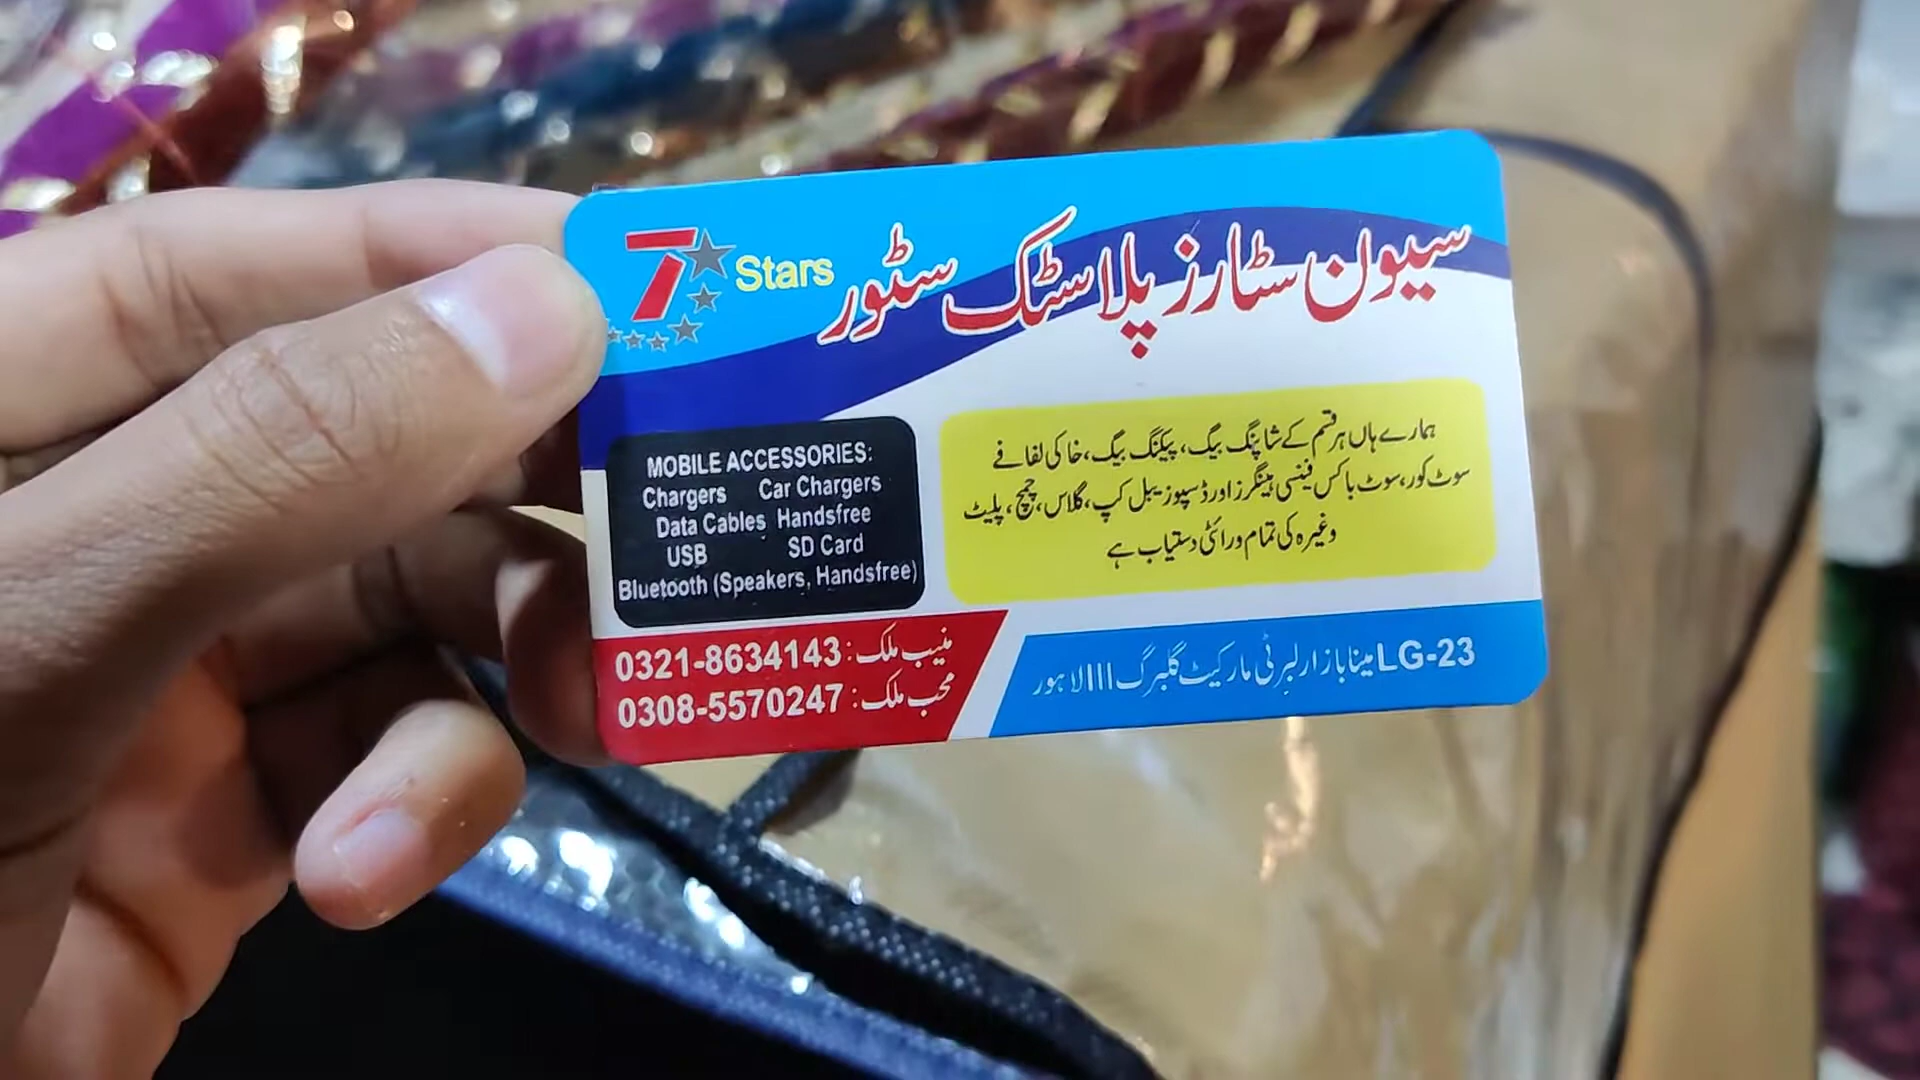 7 Stars
سیون سٹارز پلاسٹک سٹور
MOBILE ACCESSORIES:
Chargers Car Chargers
Data Cables Handsfree
USB SD Card
Bluetooth (Speakers, Handsfree)
ہمارے ہاں ہر قسم کے شاپنگ بیگ، پیکنگ بیگ، خاکی لفافے
سوٹ کور، سوٹ باکس فینسی ہینگرز اور ڈسپوزیبل کپ، گلاس، چمچ، پلیٹ
وغیرہ کی تمام ورائٹی دستیاب ہے
منیب ملک: 0321-8634143
محب ملک: 0308-5570247
LG-23 مینا بازار لبرٹی مارکیٹ گلبرگ III لاہور